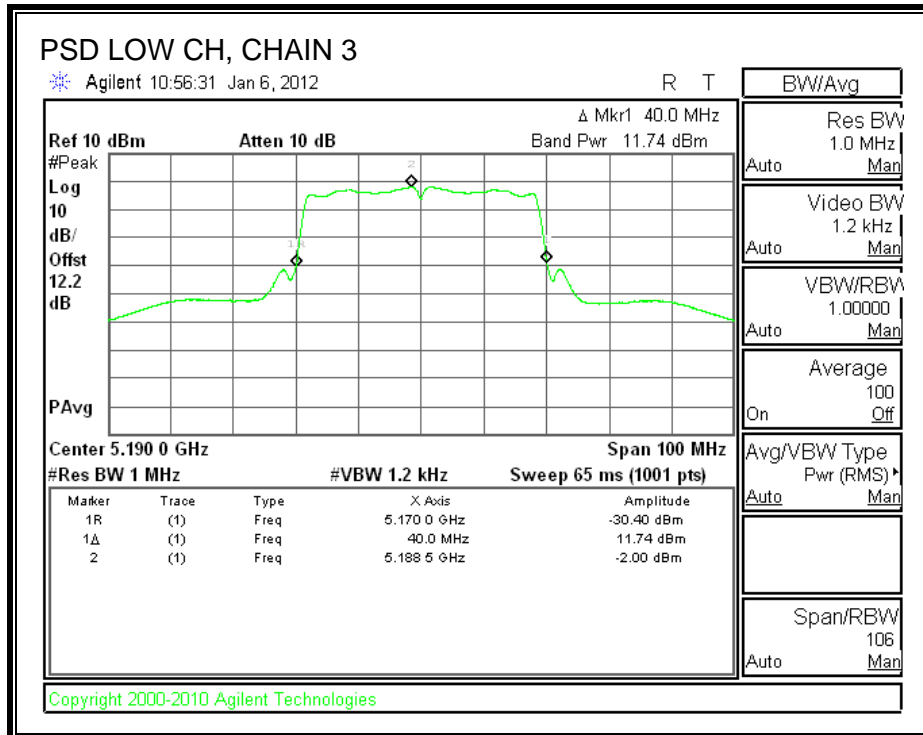 PSD LOW CH, CHAIN 3
Agilent 10:56:31 Jan 6, 2012 R T
Δ Mkr1 40.0 MHz
Ref 10 dBm Atten 10 dB Band Pwr 11.74 dBm
#Peak
Log
10
dB/
Offst
12.2
dB
PAvg
2
1R
1
Center 5.190 0 GHz Span 100 MHz
#Res BW 1 MHz #VBW 1.2 kHz Sweep 65 ms (1001 pts)
Marker Trace Type X Axis Amplitude
1R (1) Freq 5.170 0 GHz -30.40 dBm
1Δ (1) Freq 40.0 MHz 11.74 dBm
2 (1) Freq 5.188 5 GHz -2.00 dBm
BW/Avg
Res BW
1.0 MHz
Auto Man
Video BW
1.2 kHz
Auto Man
VBW/RBW
1.00000
Auto Man
Average
100
On Off
Avg/VBW Type
Pwr (RMS)
Auto Man
Span/RBW
106
Auto Man
Copyright 2000-2010 Agilent Technologies